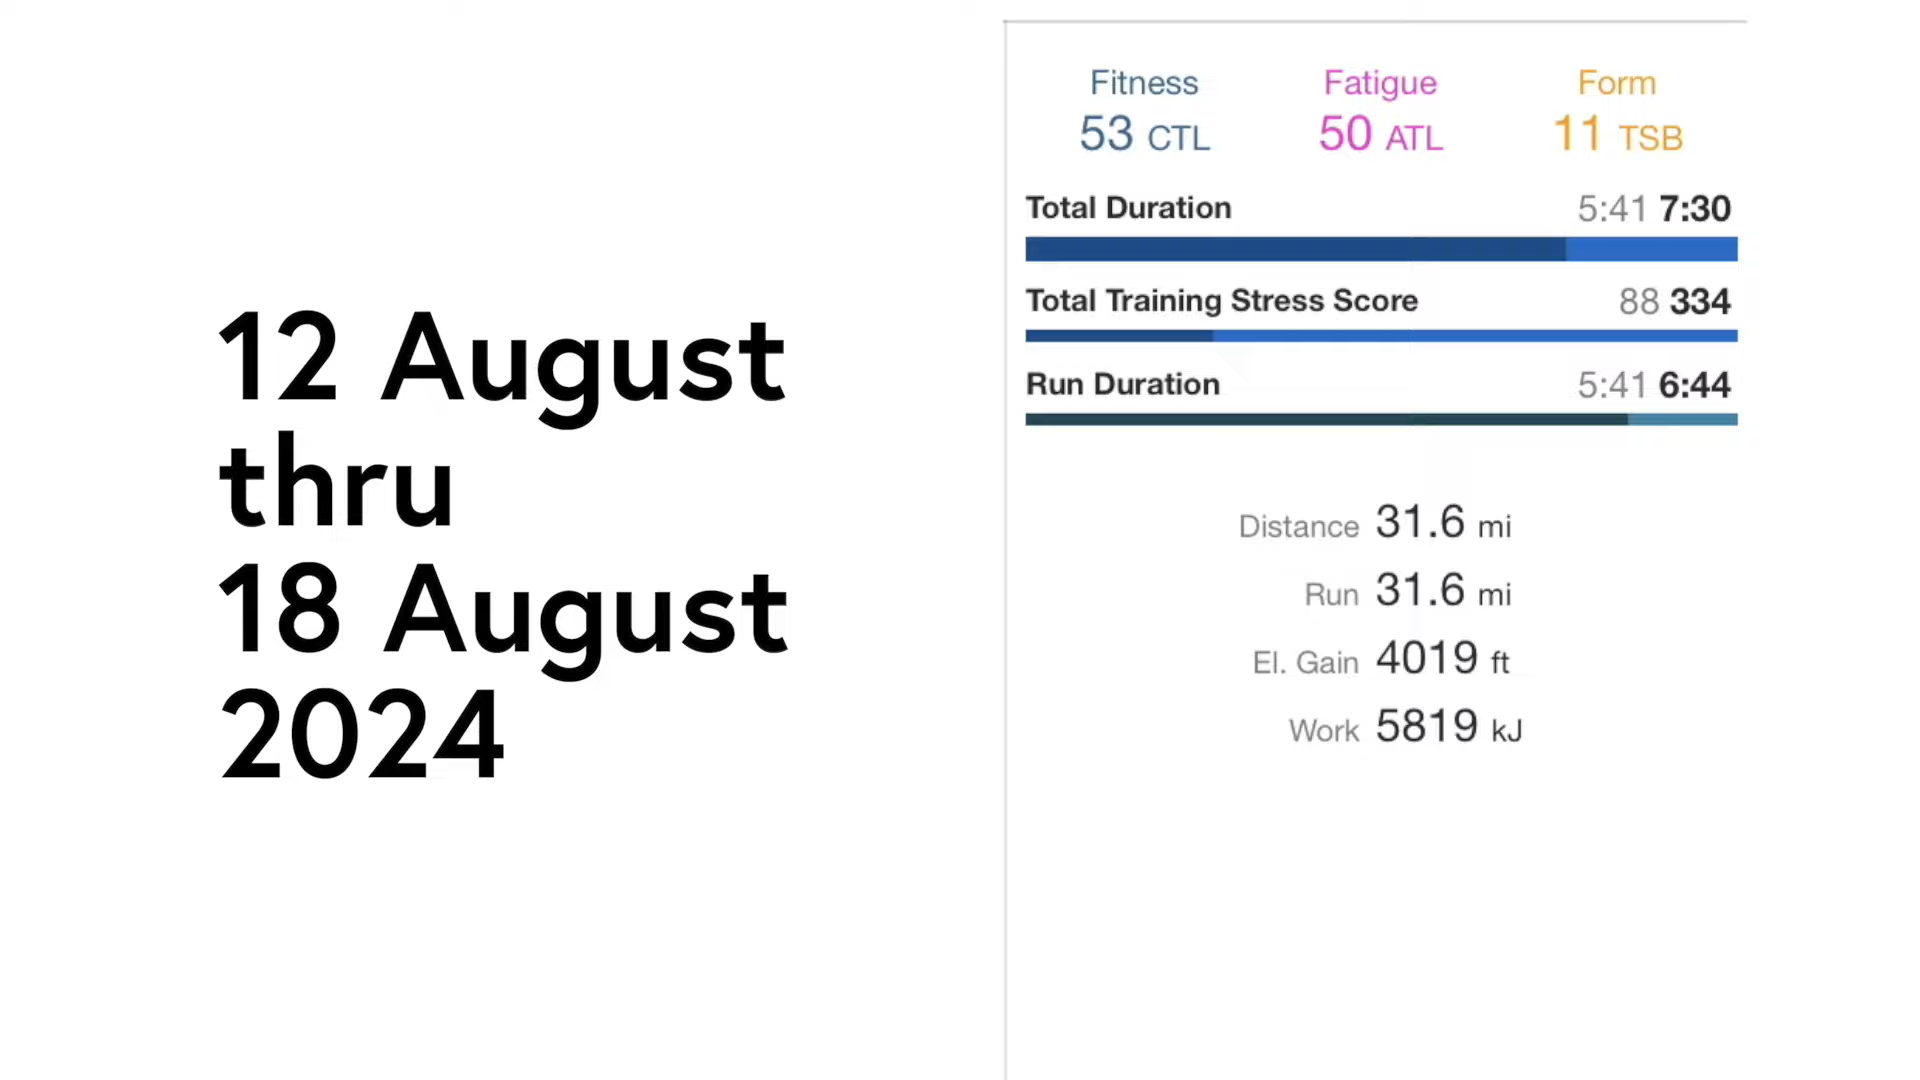 12 August
thru
18 August
2024
Fitness Fatigue Form
53 CTL 50 ATL 11 TSB
Total Duration 5:41 7:30
Total Training Stress Score 88 334
Run Duration 5:41 6:44
Distance 31.6 mi
Run 31.6 mi
El. Gain 4019 ft
Work 5819 kJ